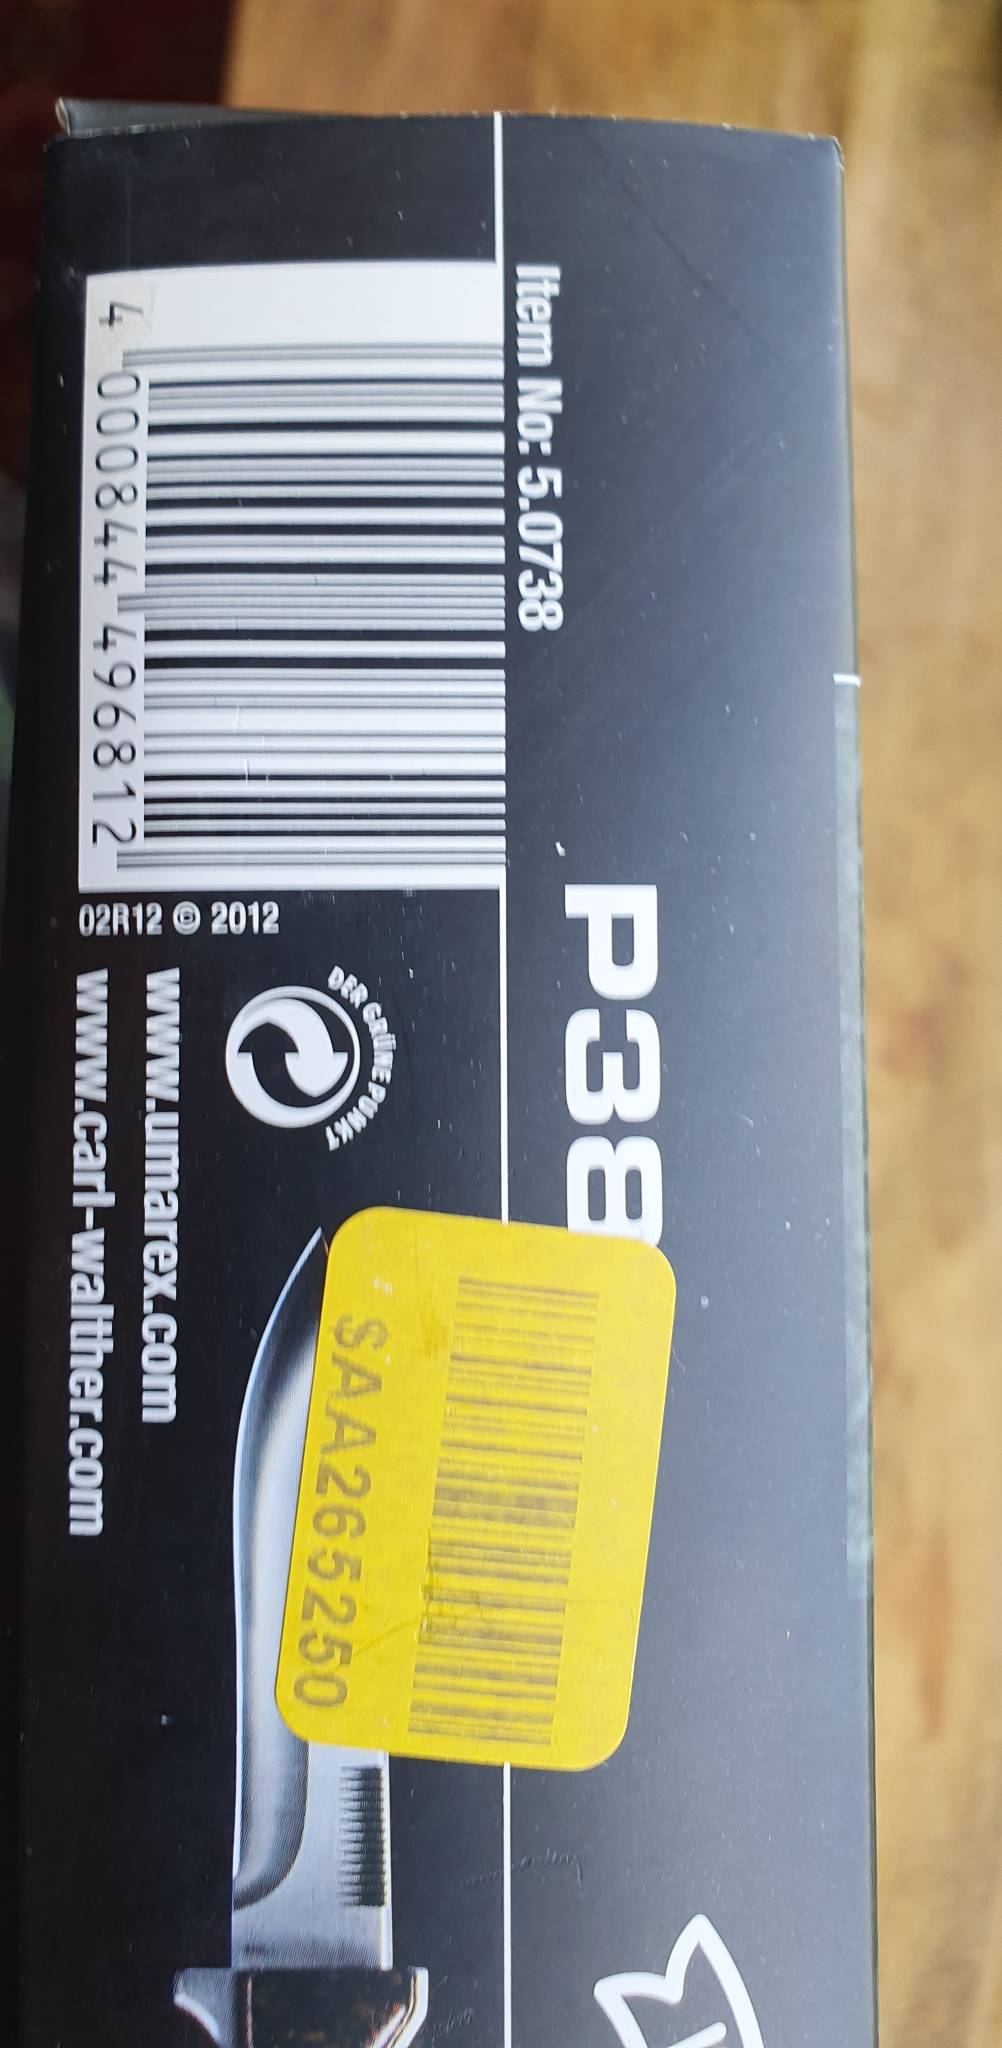 Item No: 5.0738
4 000844 496812
02R12 © 2012
DER GRÜNE PUNKT
www.umarex.com
www.carl-walther.com
P38
SAA265250